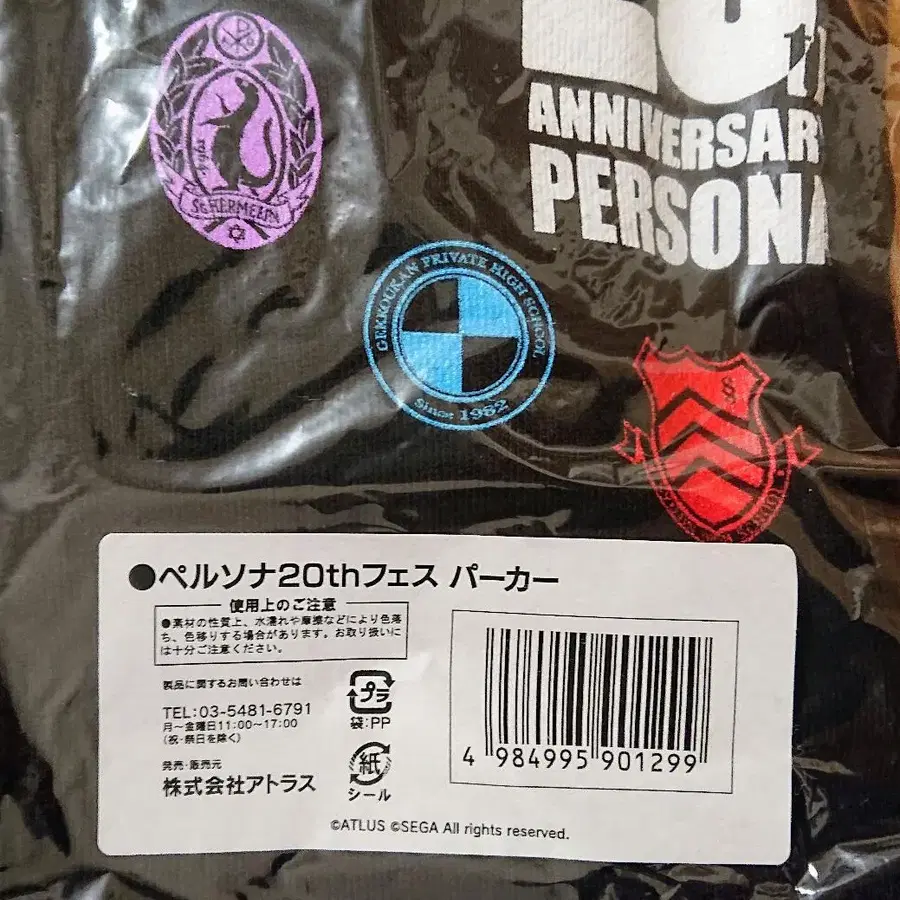 20th
ANNIVERSARY
PERSONA
St.HERMELIN
GEKKOUKAN PRIVATE HIGH SCHOOL
Since 1982
●ペルソナ20thフェス パーカー
使用上のご注意
●素材の性質上、水濡れや摩擦などにより色落
ち、色移りする場合があります。お取り扱いに
は十分ご注意ください。
製品に関するお問い合わせは
TEL:03-5481-6791
月～金曜日11:00～17:00
(祝・祭日を除く)
発売・販売元
株式会社アトラス
プラ
袋:PP
紙
シール
4 984995 901299
©ATLUS ©SEGA All rights reserved.